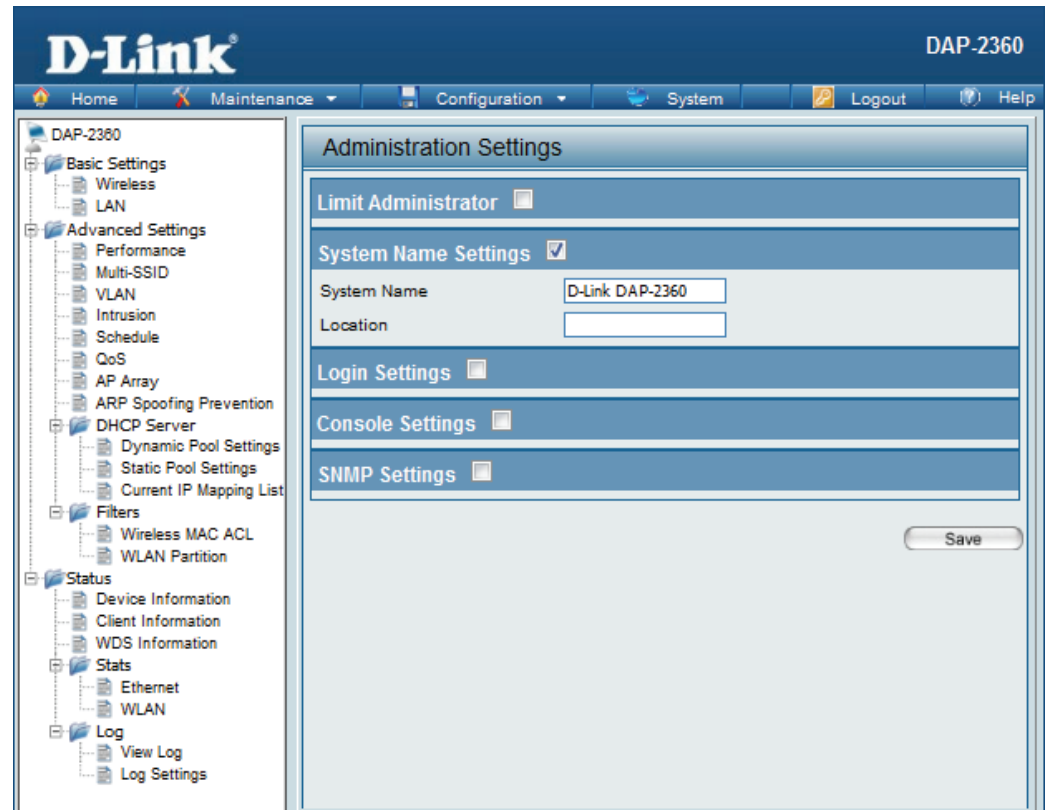 D-Link
DAP-2360
Home Maintenance Configuration System Logout Help
DAP-2360
Basic Settings
Wireless
LAN
Advanced Settings
Performance
Multi-SSID
VLAN
Intrusion
Schedule
QoS
AP Array
ARP Spoofing Prevention
DHCP Server
Dynamic Pool Settings
Static Pool Settings
Current IP Mapping List
Filters
Wireless MAC ACL
WLAN Partition
Status
Device Information
Client Information
WDS Information
Stats
Ethernet
WLAN
Log
View Log
Log Settings
Administration Settings
Limit Administrator
System Name Settings
System Name D-Link DAP-2360
Location
Login Settings
Console Settings
SNMP Settings
Save